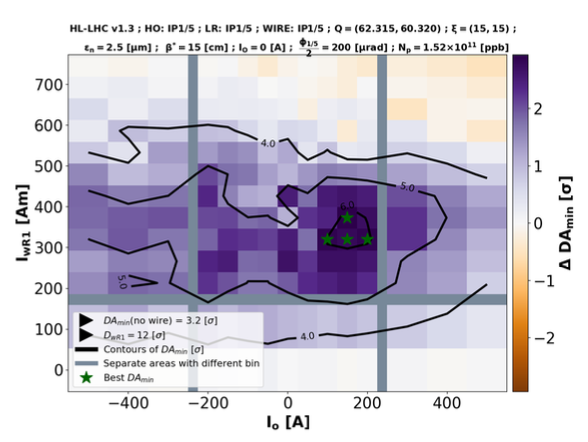 HL-LHC v1.3 ; HO: IP1/5 ; LR: IP1/5 ; WIRE: IP1/5 ; Q = (62.315, 60.320) ; ξ = (15, 15) ;
εn = 2.5 [μm] ; β* = 15 [cm] ; IO = 0 [A] ; ϕ1/5/2 = 200 [μrad] ; Np = 1.52×10¹¹ [ppb]
700
600
500
400
300
200
100
0
IwR1 [Am]
−400
−200
0
200
400
Io [A]
4.0
5.0
6.0
5.0
4.0
DAmin(no wire) = 3.2 [σ]
DwR1 = 12 [σ]
Contours of DAmin [σ]
Separate areas with different bin
Best DAmin
2
1
0
−1
−2
Δ DAmin [σ]